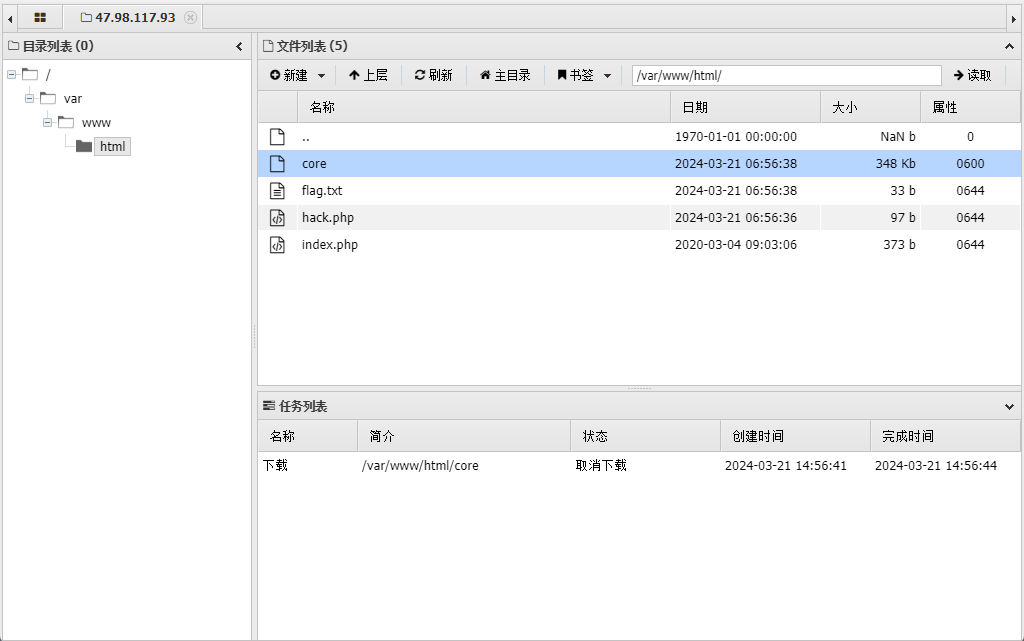 47.98.117.93
目录列表 (0)
/
var
www
html
文件列表 (5)
新建 上层 刷新 主目录 书签 /var/www/html/ 读取
名称 日期 大小 属性
.. 1970-01-01 00:00:00 NaN b 0
core 2024-03-21 06:56:38 348 Kb 0600
flag.txt 2024-03-21 06:56:38 33 b 0644
hack.php 2024-03-21 06:56:36 97 b 0644
index.php 2020-03-04 09:03:06 373 b 0644
任务列表
名称 简介 状态 创建时间 完成时间
下载 /var/www/html/core 取消下载 2024-03-21 14:56:41 2024-03-21 14:56:44